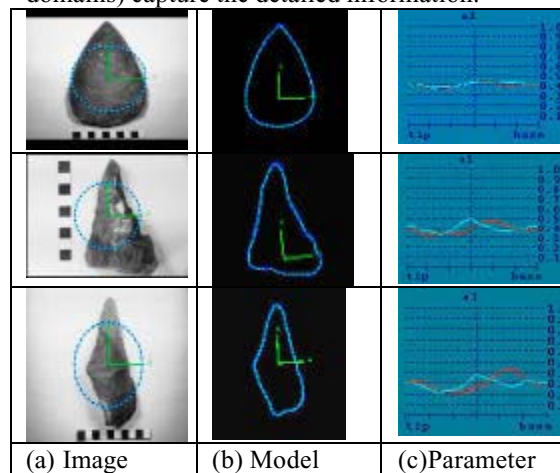 domains) capture the detailed information.
a1
tip base
a1
tip base
a1
tip base
(a) Image (b) Model (c)Parameter